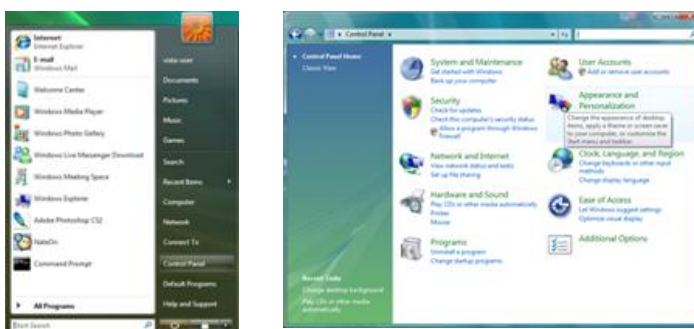 Internet
Internet Explorer
E-mail
Windows Mail
Welcome Center
Windows Media Player
Windows Photo Gallery
Windows Live Messenger Download
Windows Meeting Space
Windows Explorer
Adobe Photoshop CS2
NateOn
Command Prompt
All Programs
Start Search
vista user
Documents
Pictures
Music
Games
Search
Recent Items
Computer
Network
Connect To
Control Panel
Default Programs
Help and Support
Control Panel
Control Panel Home
Classic View
Recent Tasks
Change desktop background
Play CDs or other media
automatically
System and Maintenance
Get started with Windows
Back up your computer
Security
Check for updates
Check this computer's security status
Allow a program through Windows
Firewall
Network and Internet
View network status and tasks
Set up file sharing
Hardware and Sound
Play CDs or other media automatically
Printer
Mouse
Programs
Uninstall a program
Change startup programs
User Accounts
Add or remove user accounts
Appearance and
Personalization
Change the appearance of desktop
items, apply a theme or screen saver
to your computer, or customize the
Start menu and taskbar.
Clock, Language, and Region
Change keyboards or other input
methods
Change display language
Ease of Access
Let Windows suggest settings
Optimize visual display
Additional Options